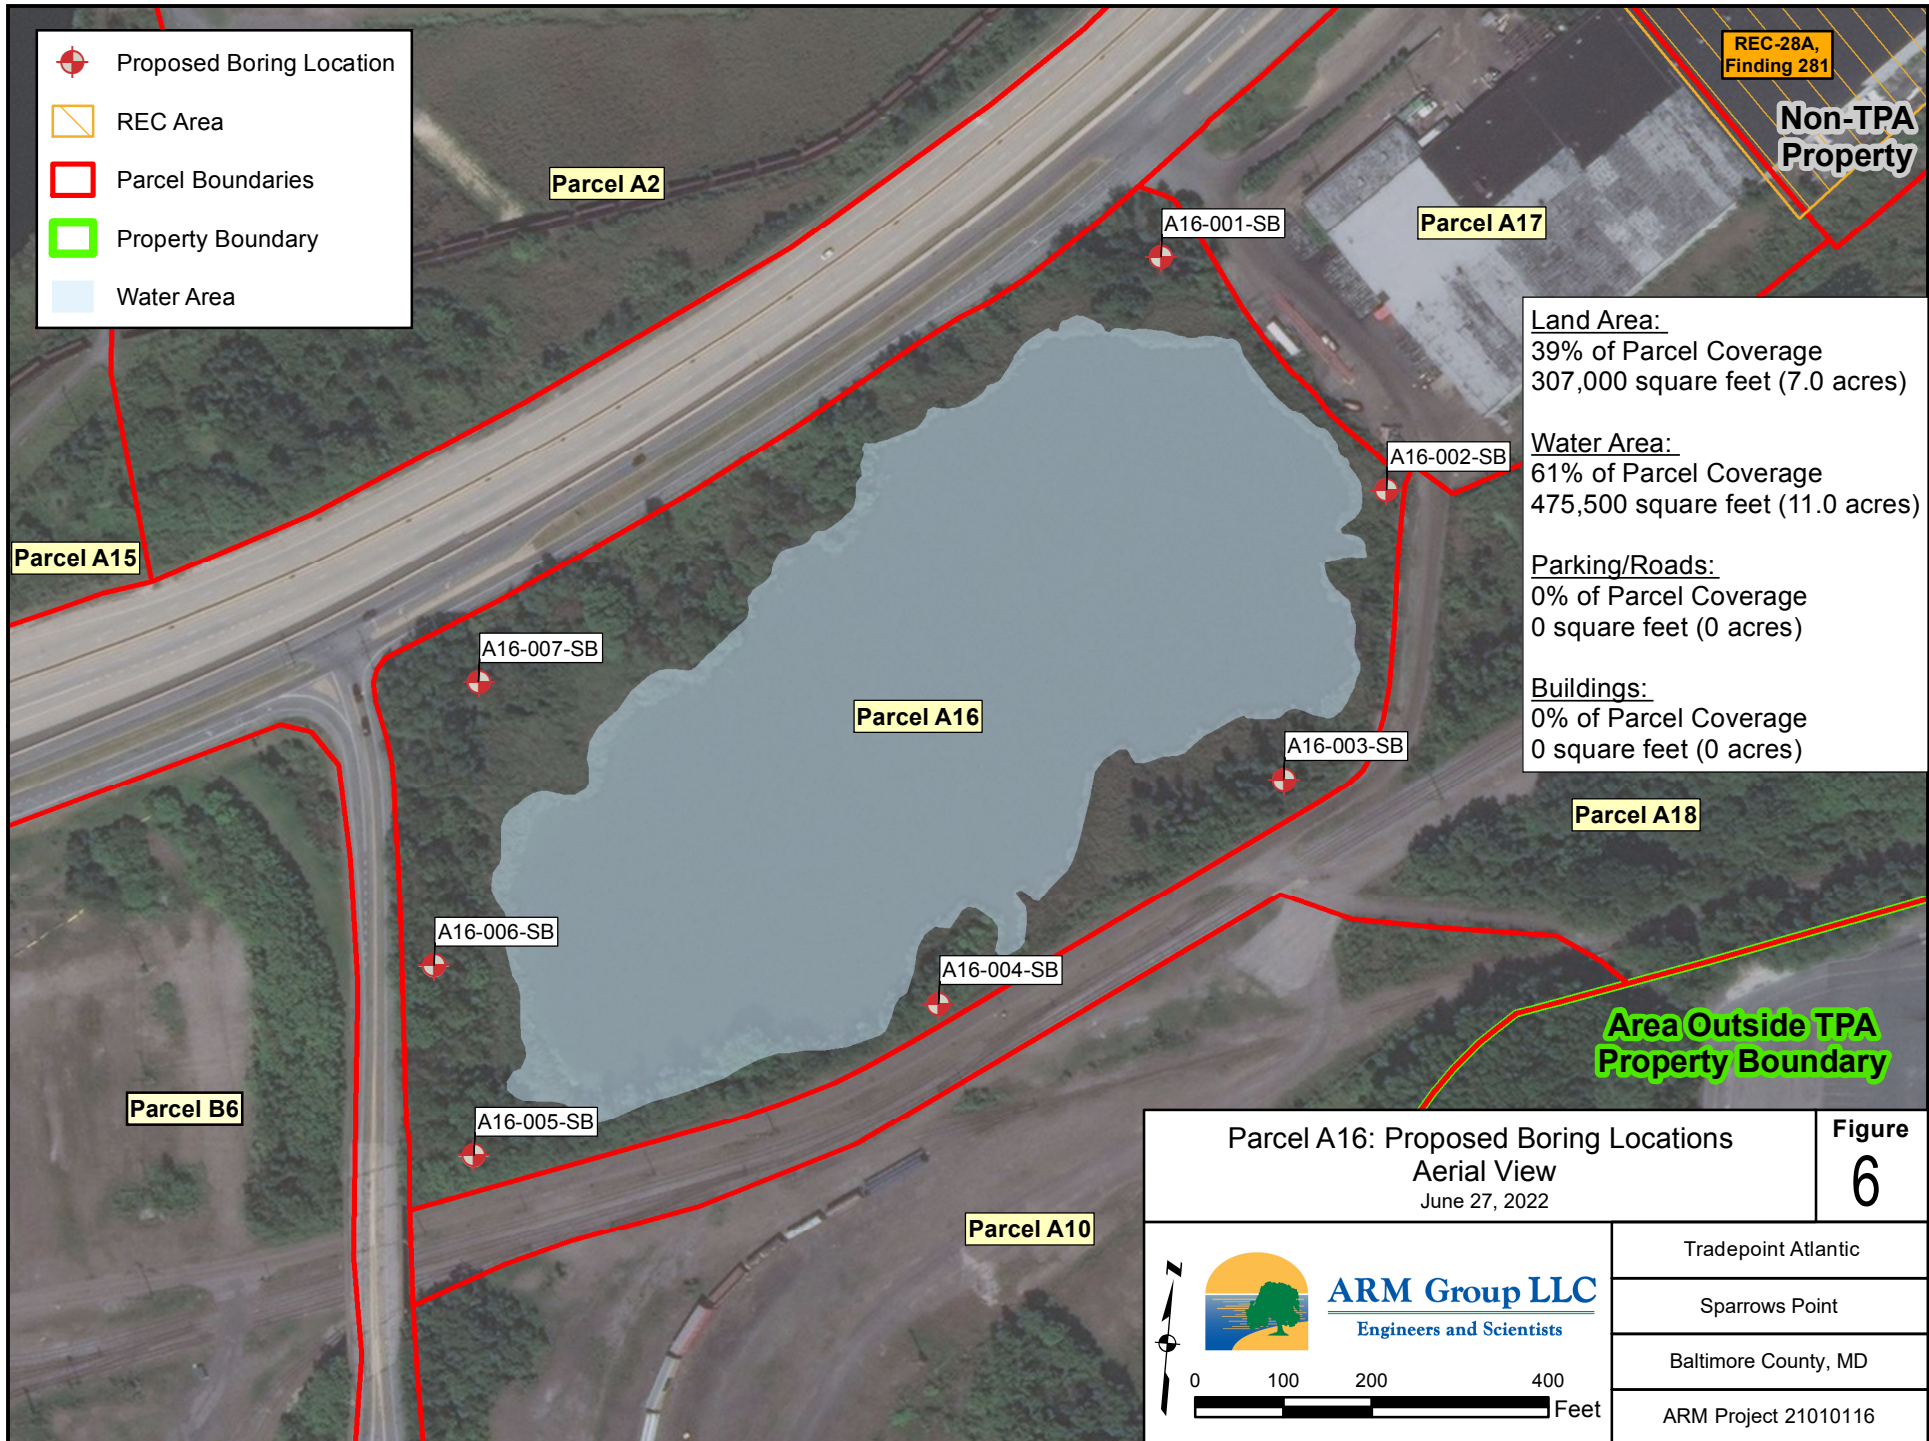 Proposed Boring Location
REC Area
Parcel Boundaries
Property Boundary
Water Area
REC-28A,
Finding 281
Non-TPA
Property
Parcel A2
A16-001-SB
Parcel A17
Land Area:
39% of Parcel Coverage
307,000 square feet (7.0 acres)
Water Area:
61% of Parcel Coverage
475,500 square feet (11.0 acres)
Parking/Roads:
0% of Parcel Coverage
0 square feet (0 acres)
Buildings:
0% of Parcel Coverage
0 square feet (0 acres)
A16-002-SB
Parcel A15
A16-007-SB
Parcel A16
A16-003-SB
Parcel A18
A16-006-SB
A16-004-SB
Area Outside TPA
Property Boundary
Parcel B6
A16-005-SB
Parcel A10
Parcel A16: Proposed Boring Locations
Aerial View
June 27, 2022
Figure
6
Z
ARM Group LLC
Engineers and Scientists
0 100 200 400
Feet
Tradepoint Atlantic
Sparrows Point
Baltimore County, MD
ARM Project 21010116